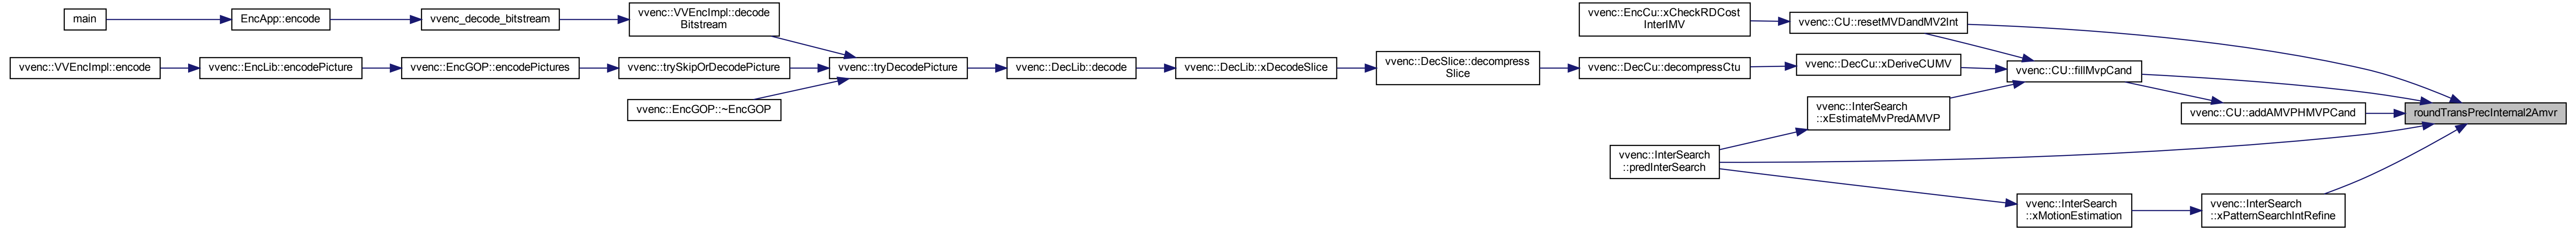 main
EncApp::encode
vvenc_decode_bitstream
vvenc::VVEncImpl::decode
Bitstream
vvenc::EncCu::xCheckRDCost
InterIMV
vvenc::CU::resetMVDandMV2Int
vvenc::VVEncImpl::encode
vvenc::EncLib::encodePicture
vvenc::EncGOP::encodePictures
vvenc::trySkipOrDecodePicture
vvenc::tryDecodePicture
vvenc::DecLib::decode
vvenc::DecLib::xDecodeSlice
vvenc::DecSlice::decompress
Slice
vvenc::DecCu::decompressCtu
vvenc::DecCu::xDeriveCUMV
vvenc::CU::fillMvpCand
vvenc::EncGOP::~EncGOP
vvenc::InterSearch
::xEstimateMvPredAMVP
vvenc::CU::addAMVPHMVPCand
roundTransPrecInternal2Amvr
vvenc::InterSearch
::predInterSearch
vvenc::InterSearch
::xMotionEstimation
vvenc::InterSearch
::xPatternSearchIntRefine